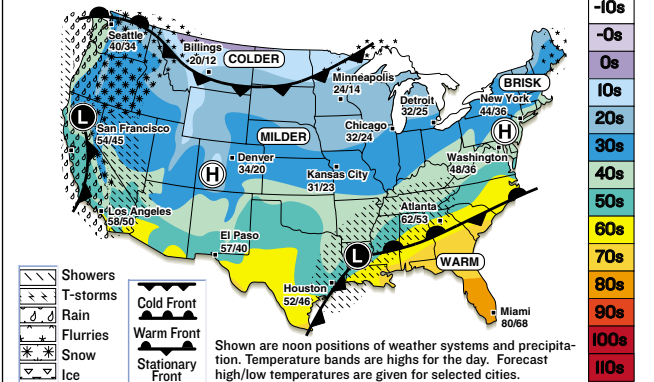 Seattle
40/34
Billings
20/12
COLDER
Minneapolis
24/14
BRISK
Detroit
32/25
New York
44/36
H
L
San Francisco
54/45
MILDER
Chicago
32/24
H
Denver
34/20
Kansas City
31/23
Washington
48/36
Los Angeles
58/50
Atlanta
62/53
El Paso
57/40
L
WARM
Houston
52/46
Miami
80/68
Showers
T-storms
Rain
Flurries
Snow
Ice
Cold Front
Warm Front
Stationary
Front
Shown are noon positions of weather systems and precipita-
tion. Temperature bands are highs for the day. Forecast
high/low temperatures are given for selected cities.
-10s
-0s
0s
10s
20s
30s
40s
50s
60s
70s
80s
90s
100s
110s